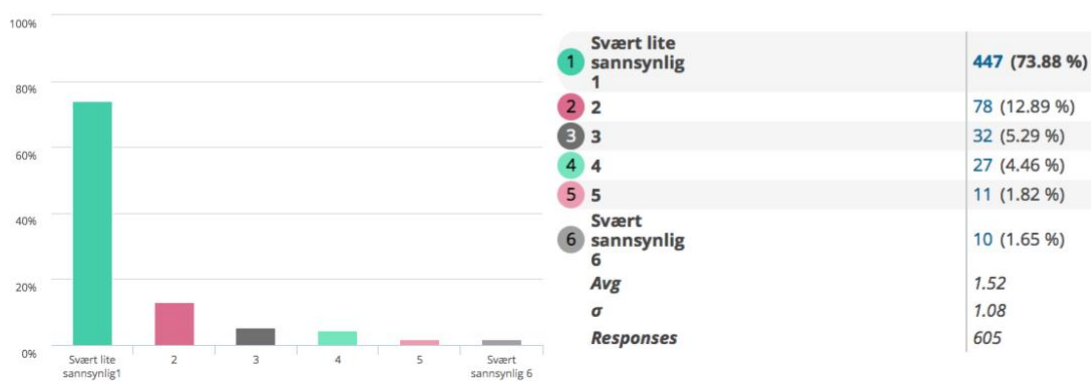 100%
80%
60%
40%
20%
0%
Svært lite
sannsynlig1
2
3
4
5
Svært
sannsynlig 6
1 Svært lite
sannsynlig
1 447 (73.88 %)
2 2 78 (12.89 %)
3 3 32 (5.29 %)
4 4 27 (4.46 %)
5 5 11 (1.82 %)
6 Svært
sannsynlig
6 10 (1.65 %)
Avg 1.52
σ 1.08
Responses 605